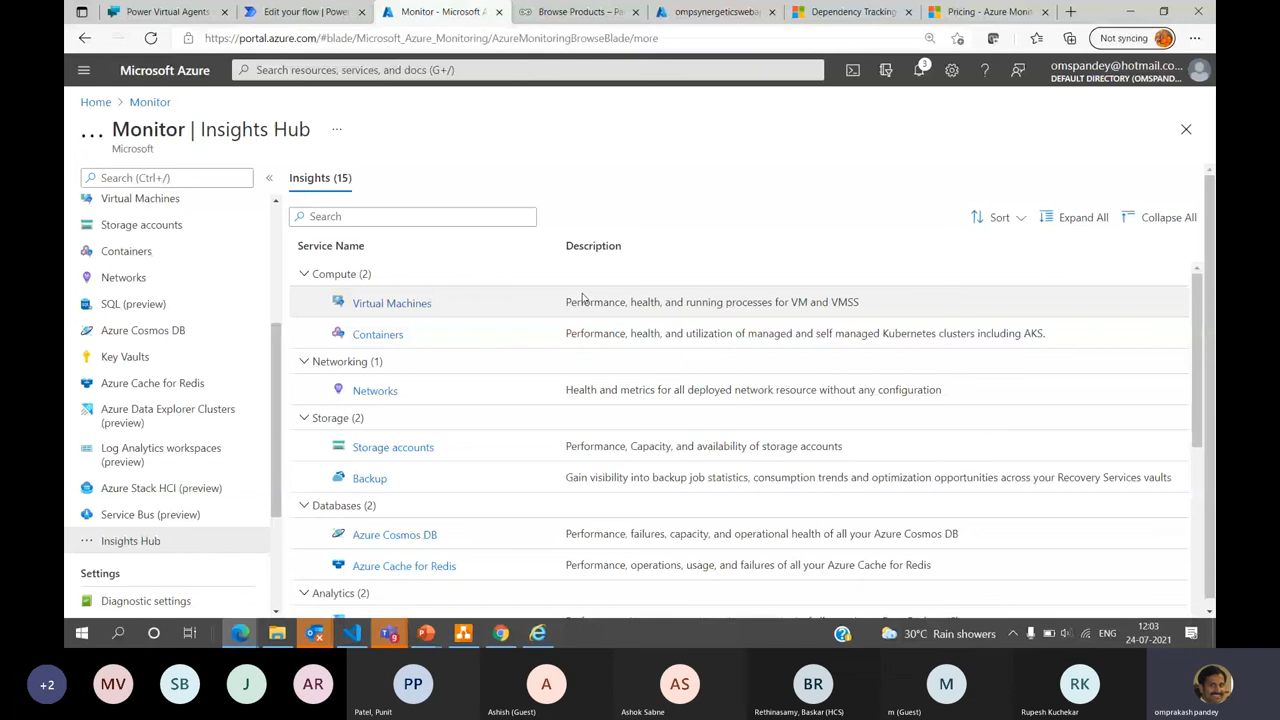 Power Virtual Agents
Edit your flow | Power
Monitor - Microsoft A
Browse Products – Pe
ompsynergeticsweba
Dependency Tracking
Pricing - Azure Monit
https://portal.azure.com/#blade/Microsoft_Azure_Monitoring/AzureMonitoringBrowseBlade/more
Not syncing
Microsoft Azure
Search resources, services, and docs (G+/)
3
omspandey@hotmail.co...
DEFAULT DIRECTORY (OMSPAND...
Home > Monitor
... Monitor | Insights Hub ...
Microsoft
Search (Ctrl+/)
«
Virtual Machines
Storage accounts
Containers
Networks
SQL (preview)
Azure Cosmos DB
Key Vaults
Azure Cache for Redis
Azure Data Explorer Clusters
(preview)
Log Analytics workspaces
(preview)
Azure Stack HCI (preview)
Service Bus (preview)
Insights Hub
Settings
Diagnostic settings
Insights (15)
Search
Sort
Expand All
Collapse All
Service Name Description
Compute (2)
Virtual Machines Performance, health, and running processes for VM and VMSS
Containers Performance, health, and utilization of managed and self managed Kubernetes clusters including AKS.
Networking (1)
Networks Health and metrics for all deployed network resource without any configuration
Storage (2)
Storage accounts Performance, Capacity, and availability of storage accounts
Backup Gain visibility into backup job statistics, consumption trends and optimization opportunities across your Recovery Services vaults
Databases (2)
Azure Cosmos DB Performance, failures, capacity, and operational health of all your Azure Cosmos DB
Azure Cache for Redis Performance, operations, usage, and failures of all your Azure Cache for Redis
Analytics (2)
30°C Rain showers
ENG
12:03
24-07-2021
+2
MV
SB
J
AR
PP
A
AS
BR
M
RK
Patel, Punit
Ashish (Guest)
Ashok Sabne
Rethinasamy, Baskar (HCS)
m (Guest)
Rupesh Kuchekar
omprakash pandey